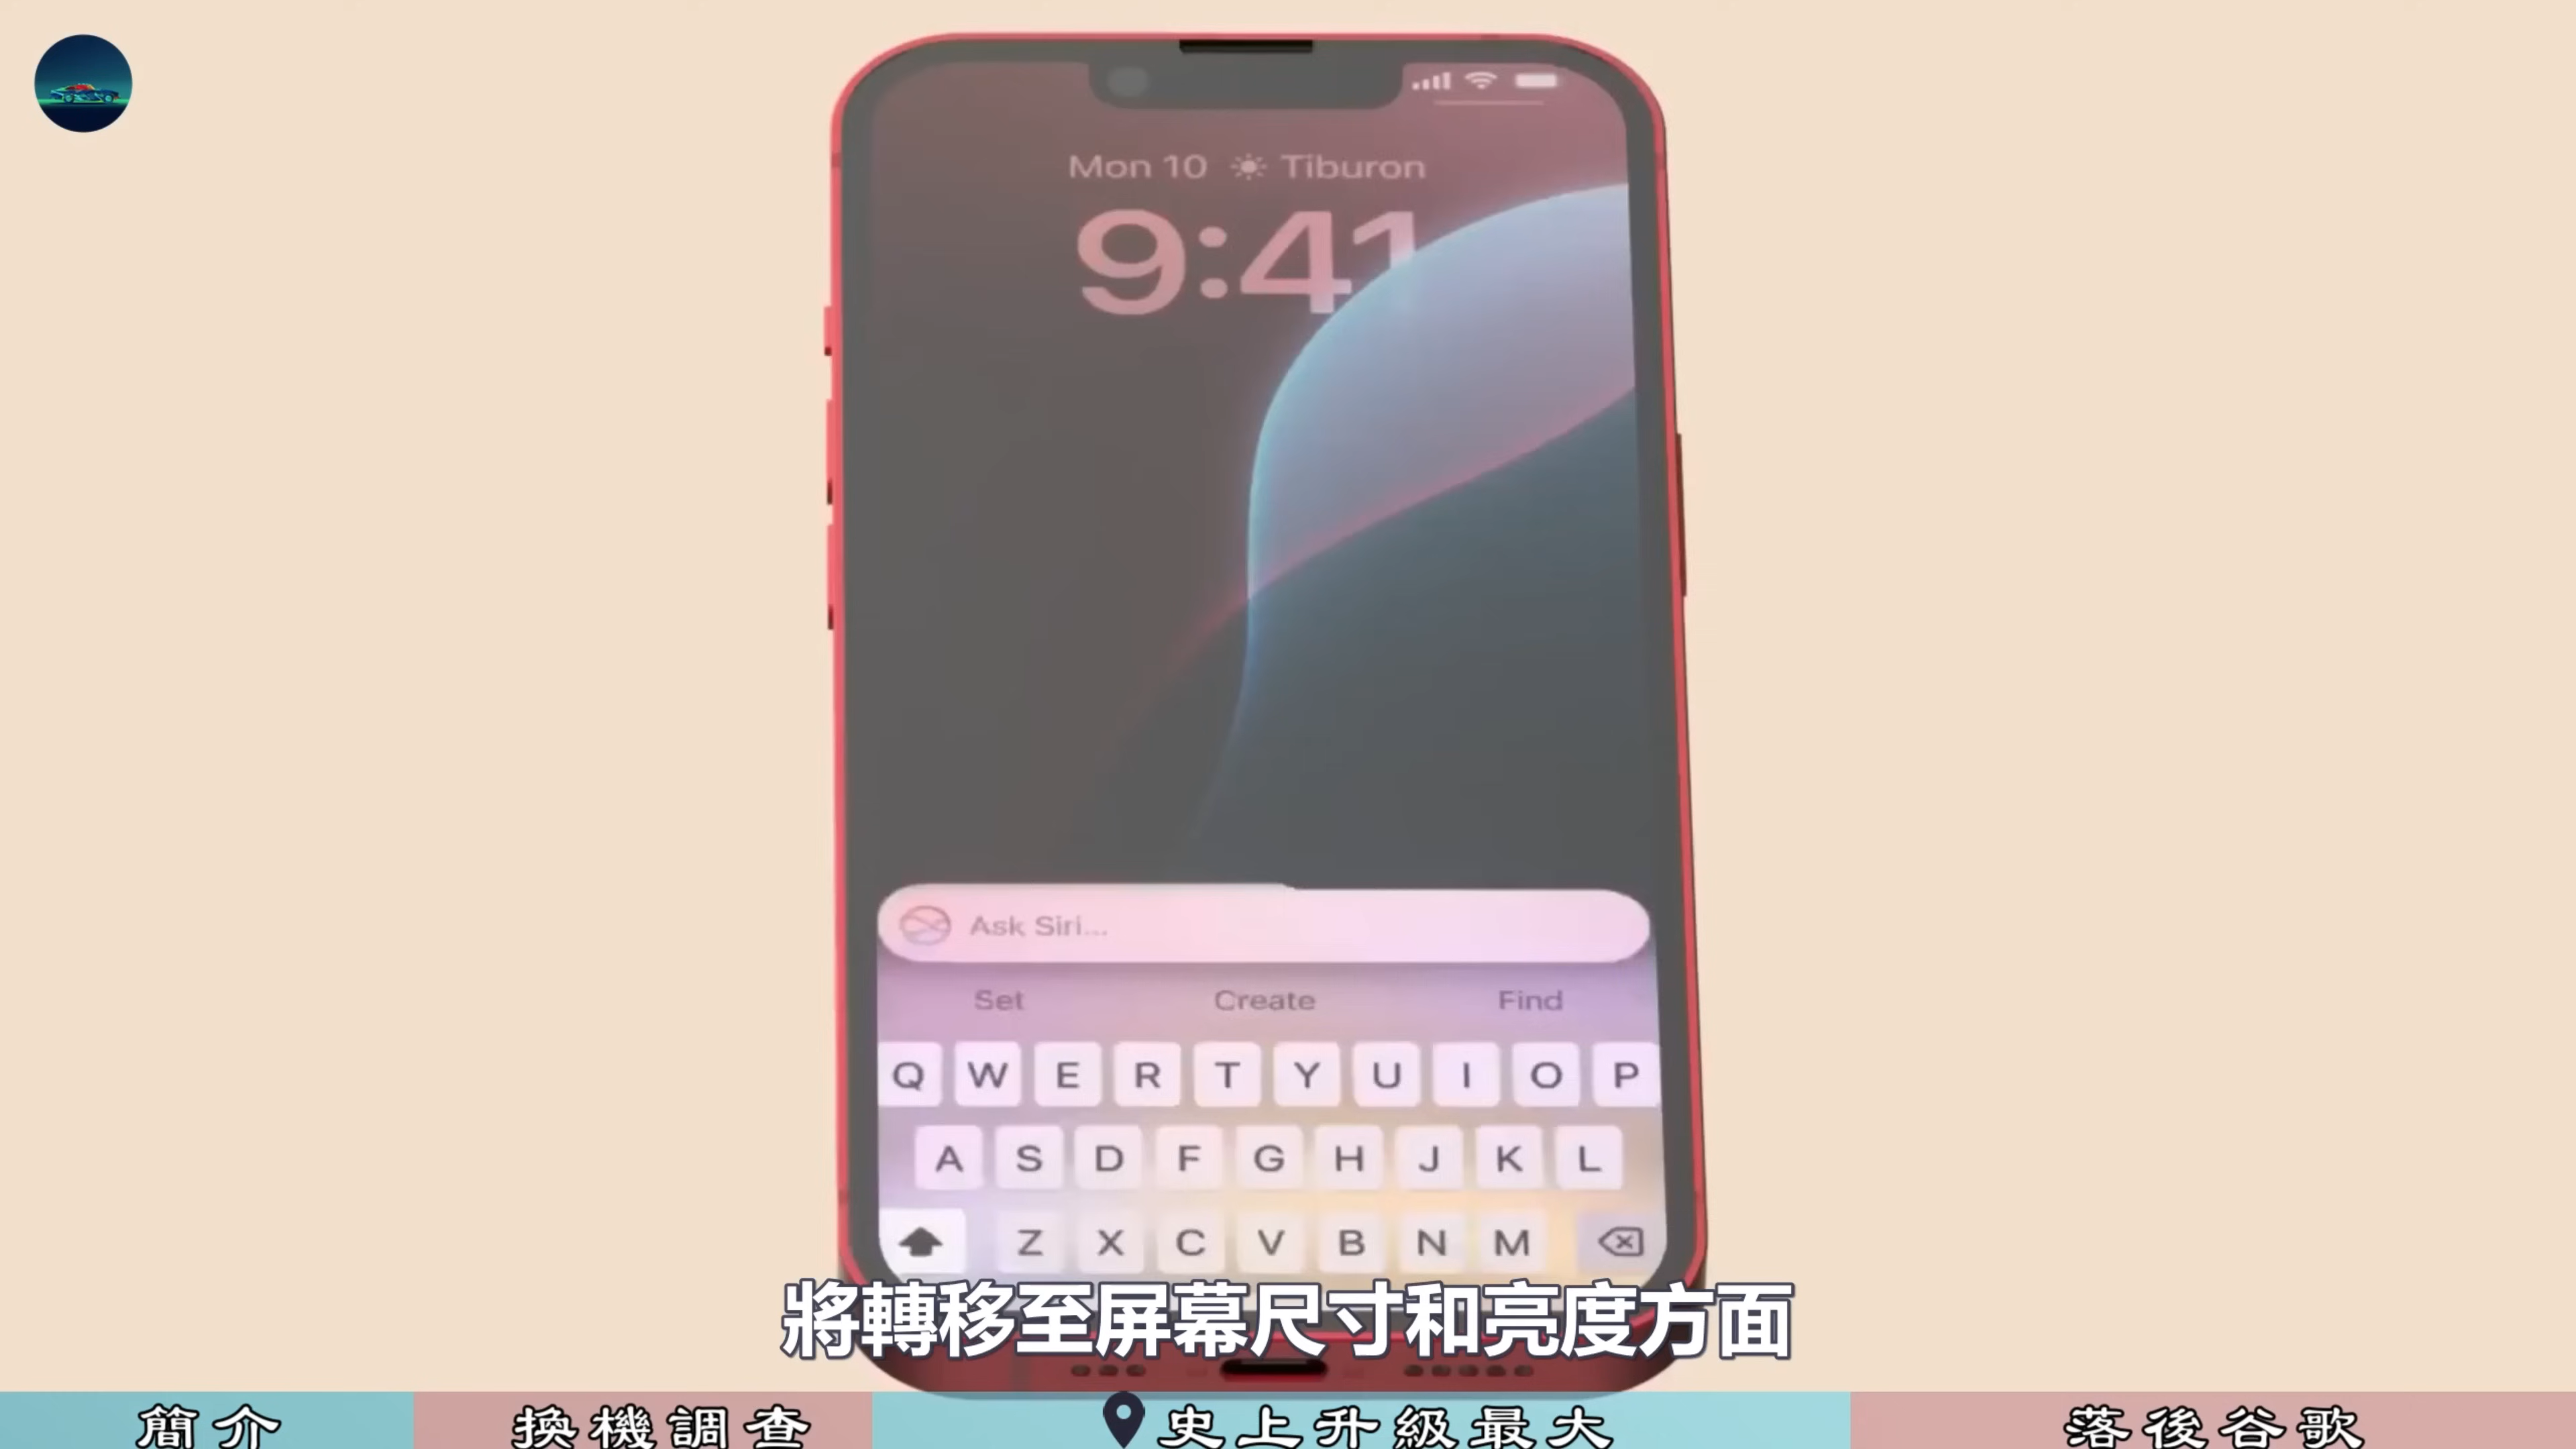 Mon 10 Tiburon
9:41
Ask Siri...
Set Create Find
Q W E R T Y U I O P
A S D F G H J K L
Z X C V B N M
將轉移至屏幕尺寸和亮度方面
簡介 換機調查 史上升級最大 落後谷歌